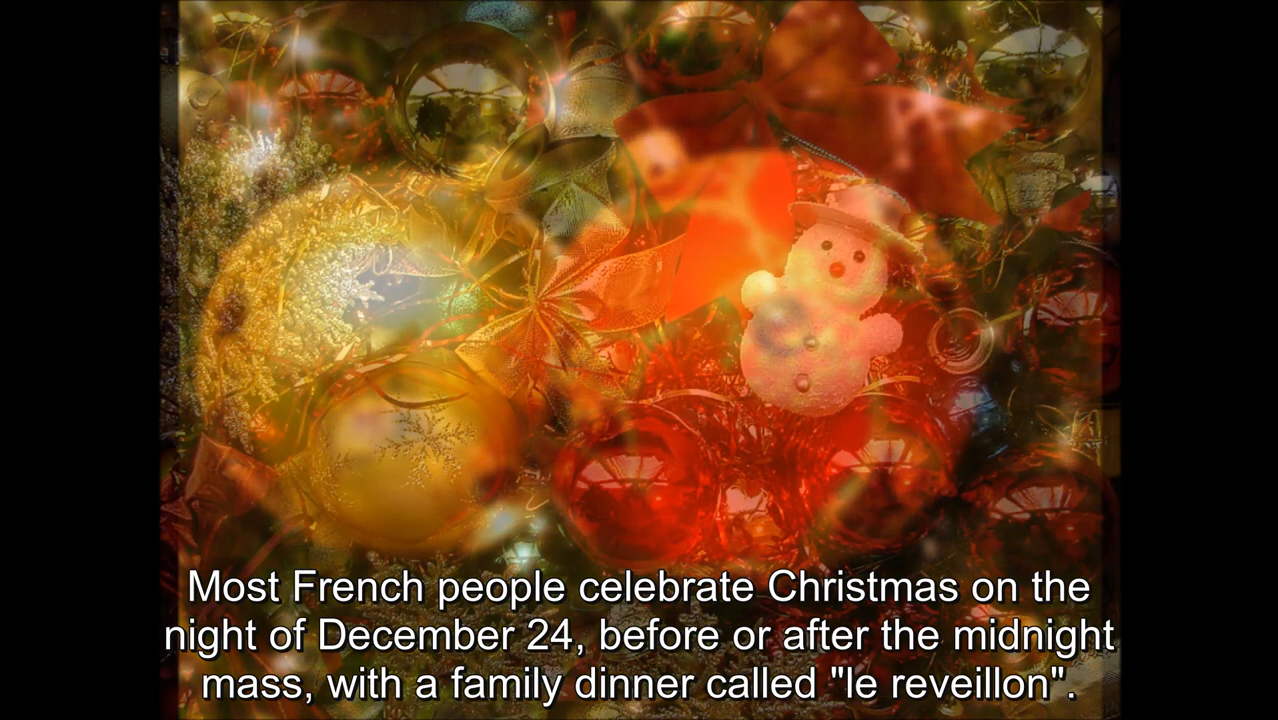 Most French people celebrate Christmas on the
night of December 24, before or after the midnight
mass, with a family dinner called "le reveillon".